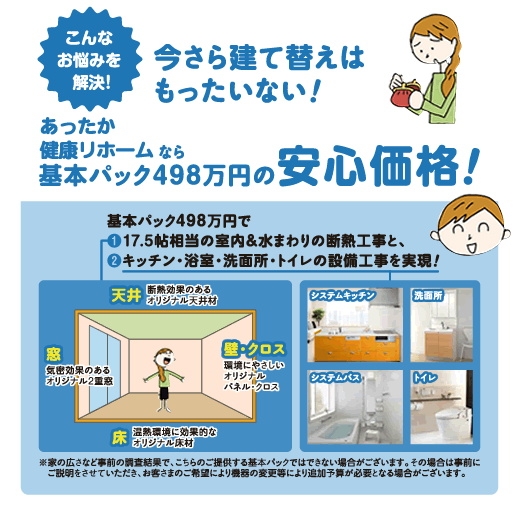 こんな
お悩みを
解決!
今さら建て替えは
もったいない!
あったか
健康リホーム なら
基本パック498万円の安心価格!
基本パック498万円で
①17.5帖相当の室内&水まわりの断熱工事と、
②キッチン・浴室・洗面所・トイレの設備工事を実現!
天井 断熱効果のある
オリジナル天井材
窓
気密効果のある
オリジナル2重窓
壁・クロス
環境にやさしい
オリジナル
パネル・クロス
床 温熱環境に効果的な
オリジナル床材
システムキッチン
洗面所
システムバス
トイレ
※家の広さなど事前の調査結果で、こちらのご提供する基本パックではできない場合がございます。その場合は事前に
ご説明をさせていただき、お客さまのご希望により機器の変更等により追加予算が必要となる場合がございます。